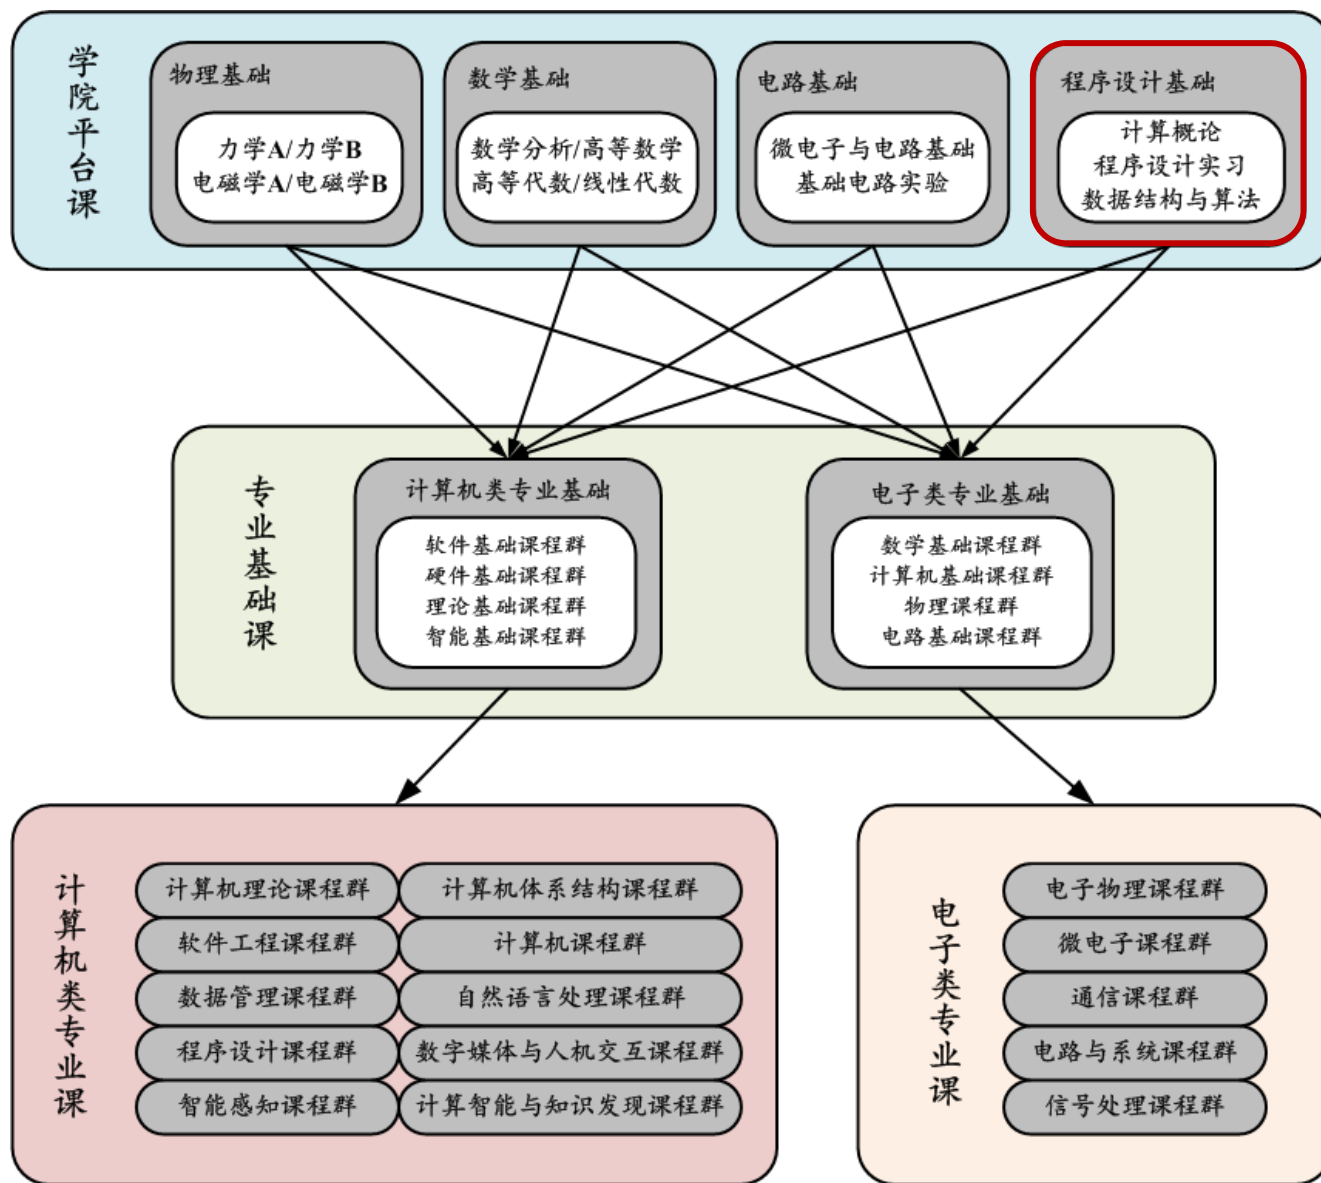 学院平台课
物理基础
力学A/力学B
电磁学A/电磁学B
数学基础
数学分析/高等数学
高等代数/线性代数
电路基础
微电子与电路基础
基础电路实验
程序设计基础
计算概论
程序设计实习
数据结构与算法
专业基础课
计算机类专业基础
软件基础课程群
硬件基础课程群
理论基础课程群
智能基础课程群
电子类专业基础
数学基础课程群
计算机基础课程群
物理课程群
电路基础课程群
计算机类专业课
计算机理论课程群
软件工程课程群
数据管理课程群
程序设计课程群
智能感知课程群
计算机体系结构课程群
计算机课程群
自然语言处理课程群
数字媒体与人机交互课程群
计算智能与知识发现课程群
电子类专业课
电子物理课程群
微电子课程群
通信课程群
电路与系统课程群
信号处理课程群